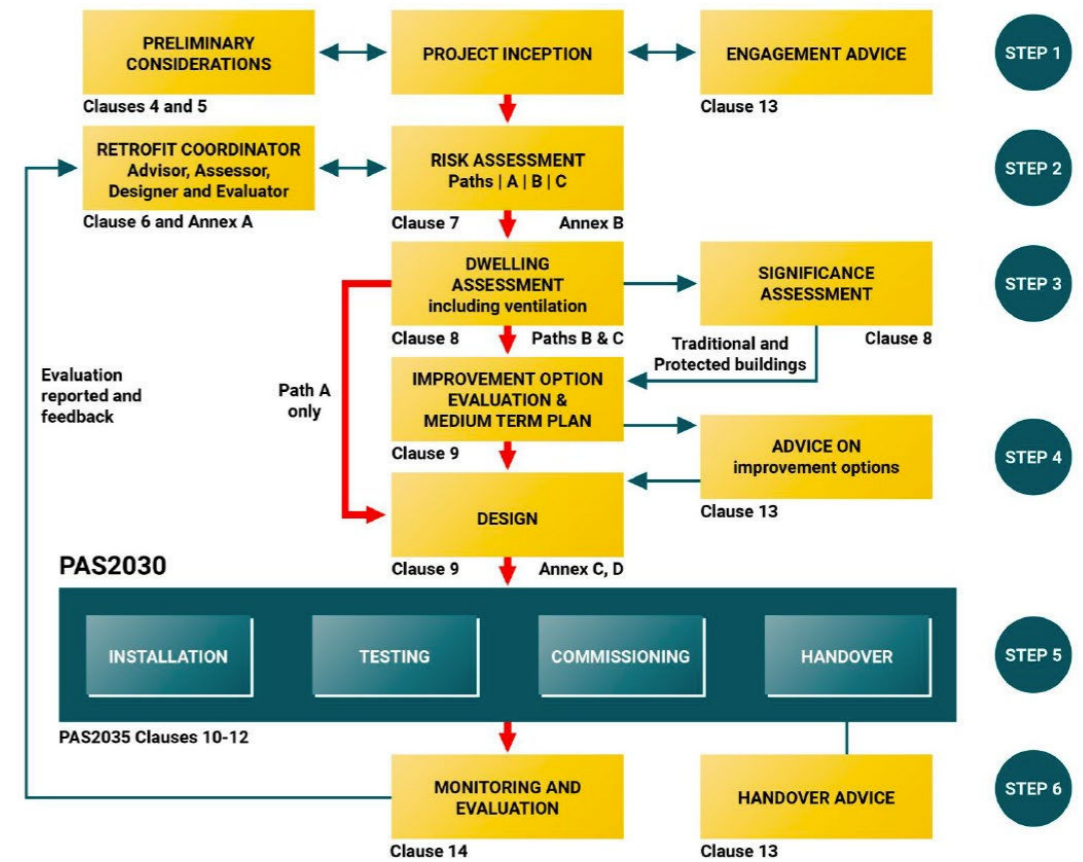 PRELIMINARY
CONSIDERATIONS
PROJECT INCEPTION
ENGAGEMENT ADVICE
STEP 1
Clauses 4 and 5
Clause 13
RETROFIT COORDINATOR
Advisor, Assessor,
Designer and Evaluator
RISK ASSESSMENT
Paths | A | B | C
STEP 2
Clause 6 and Annex A
Clause 7
Annex B
DWELLING
ASSESSMENT
including ventilation
SIGNIFICANCE
ASSESSMENT
STEP 3
Clause 8
Paths B & C
Traditional and
Protected buildings
Clause 8
Evaluation
reported and
feedback
Path A
only
IMPROVEMENT OPTION
EVALUATION &
MEDIUM TERM PLAN
Clause 9
ADVICE ON
improvement options
STEP 4
Clause 13
DESIGN
Clause 9
Annex C, D
PAS2030
INSTALLATION
TESTING
COMMISSIONING
HANDOVER
STEP 5
PAS2035 Clauses 10-12
MONITORING AND
EVALUATION
HANDOVER ADVICE
STEP 6
Clause 14
Clause 13